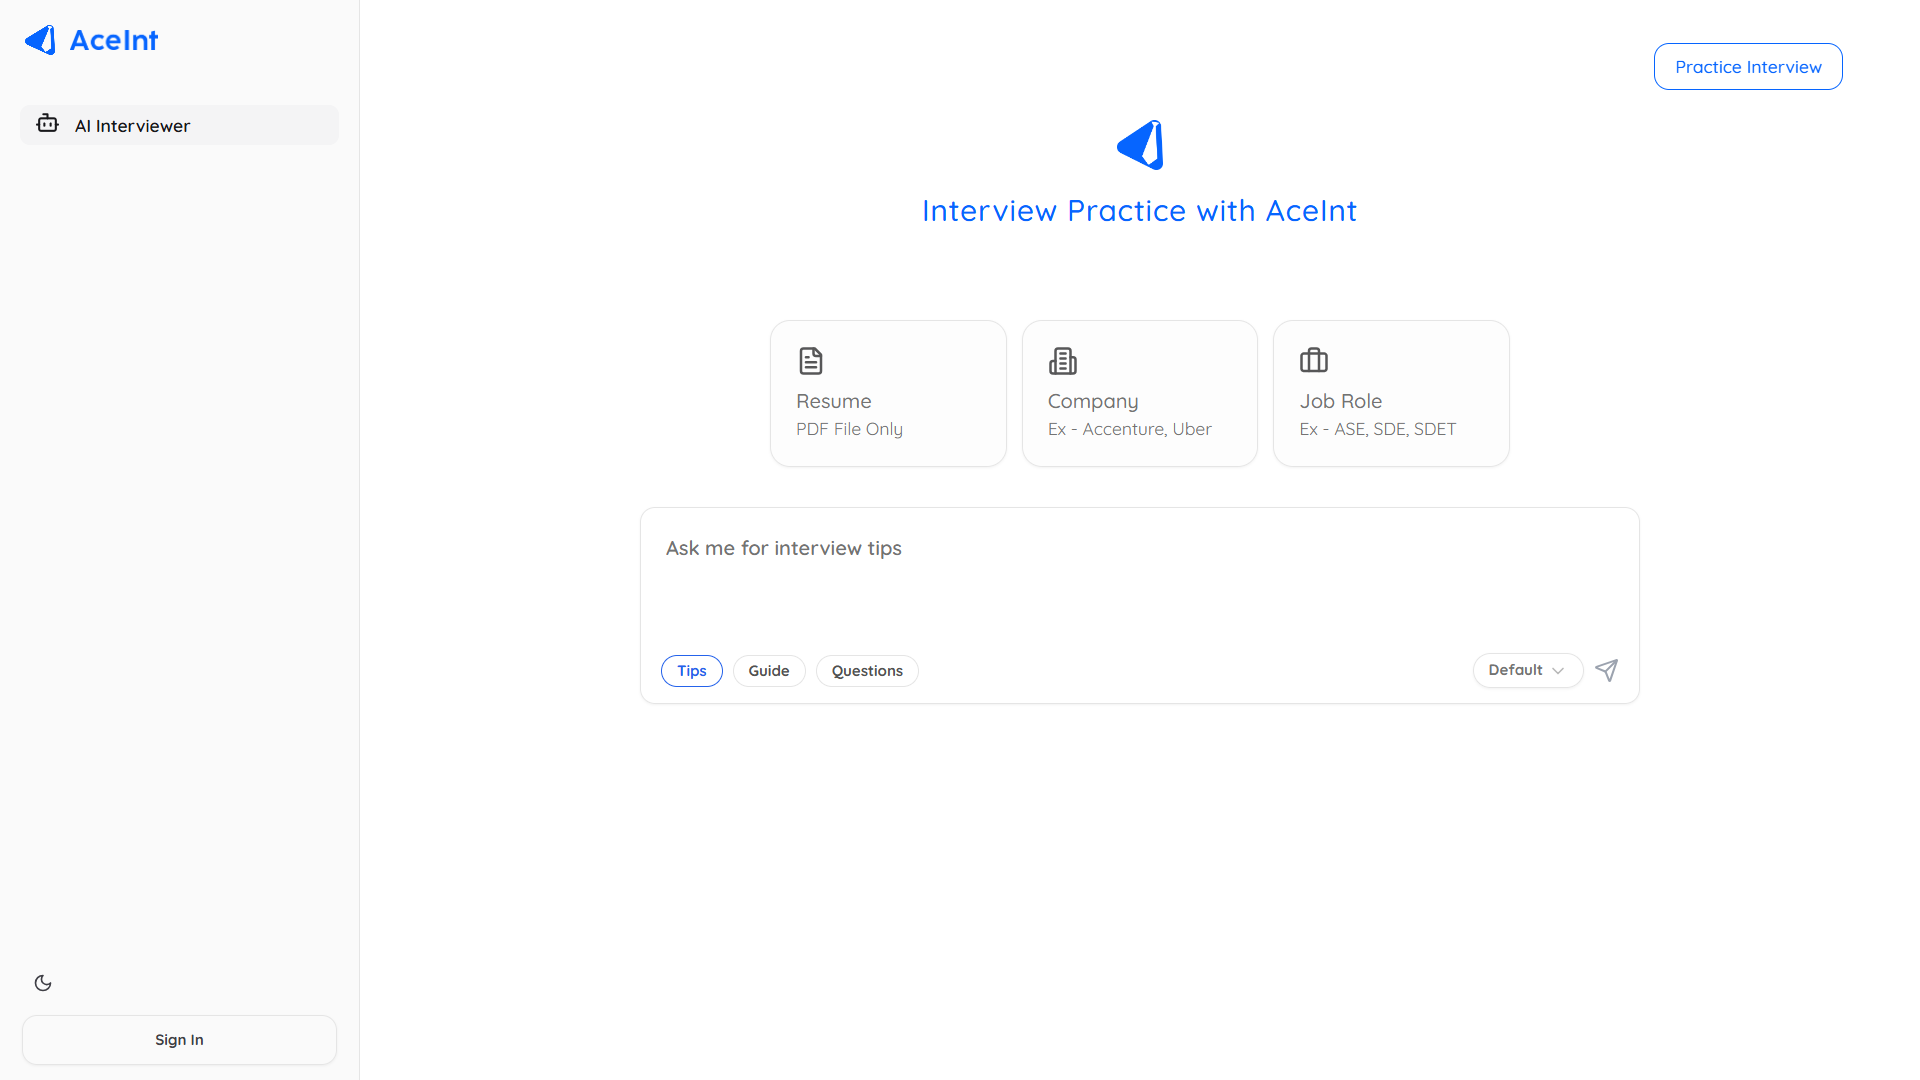 AceInt
AI Interviewer
Practice Interview
Interview Practice with AceInt
Resume
PDF File Only
Company
Ex - Accenture, Uber
Job Role
Ex - ASE, SDE, SDET
Ask me for interview tips
Tips
Guide
Questions
Default
Sign In